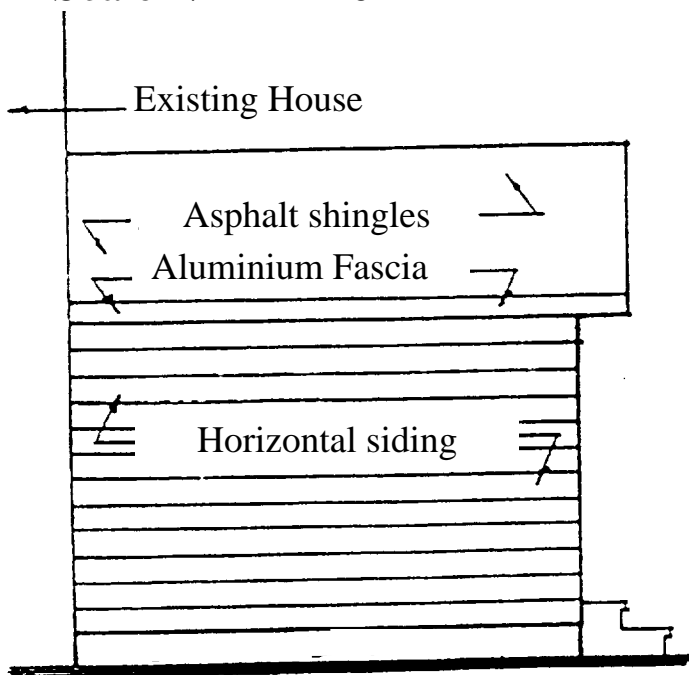 Existing House
Asphalt shingles
Aluminium Fascia
Horizontal siding